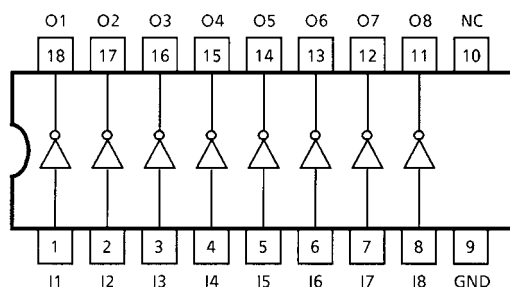 O1 O2 O3 O4 O5 O6 O7 O8 NC
18 17 16 15 14 13 12 11 10
1 2 3 4 5 6 7 8 9
I1 I2 I3 I4 I5 I6 I7 I8 GND